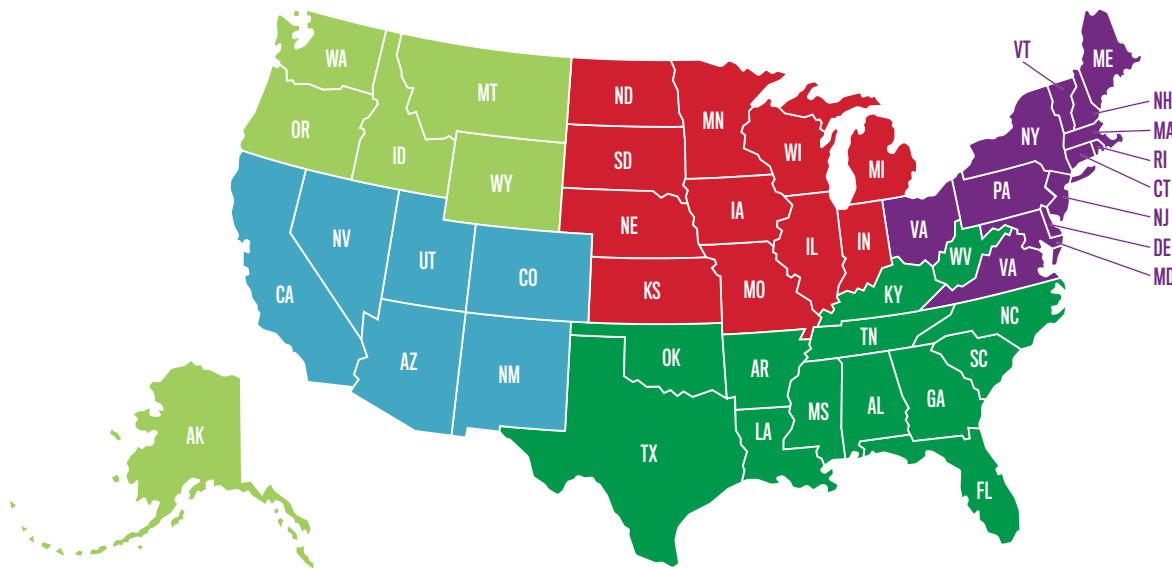 WA
OR
ID
MT
WY
AK
CA
NV
UT
CO
AZ
NM
ND
SD
NE
KS
MN
IA
MO
WI
IL
MI
IN
OK
TX
AR
LA
KY
TN
MS
AL
GA
FL
SC
NC
WV
VA
VA
PA
NY
VT
ME
NH
MA
RI
CT
NJ
DE
MD